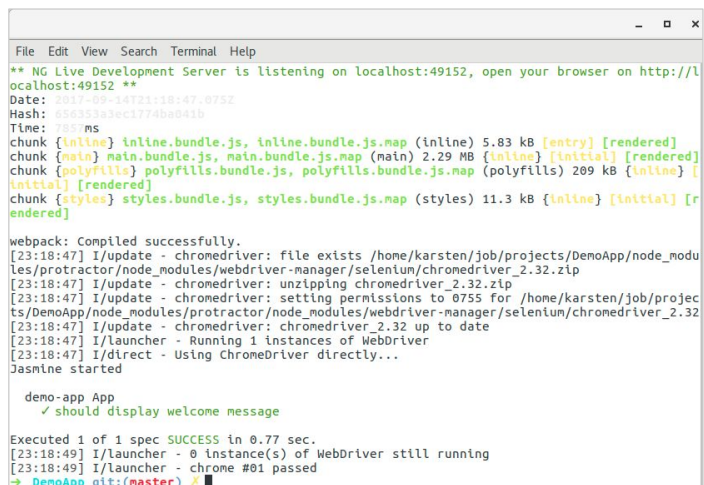 File Edit View Search Terminal Help
** NG Live Development Server is listening on localhost:49152, open your browser on http://l
ocalhost:49152 **
Date: 2017-09-14T21:18:47.075Z
Hash: 656353a3ec1774ba041b
Time: 7857ms
chunk {inline} inline.bundle.js, inline.bundle.js.map (inline) 5.83 kB [entry] [rendered]
chunk {main} main.bundle.js, main.bundle.js.map (main) 2.29 MB {inline} [initial] [rendered]
chunk {polyfills} polyfills.bundle.js, polyfills.bundle.js.map (polyfills) 209 kB {inline} [
initial] [rendered]
chunk {styles} styles.bundle.js, styles.bundle.js.map (styles) 11.3 kB {inline} [initial] [r
endered]
webpack: Compiled successfully.
[23:18:47] I/update - chromedriver: file exists /home/karsten/job/projects/DemoApp/node_modu
les/protractor/node_modules/webdriver-manager/selenium/chromedriver_2.32.zip
[23:18:47] I/update - chromedriver: unzipping chromedriver_2.32.zip
[23:18:47] I/update - chromedriver: setting permissions to 0755 for /home/karsten/job/projec
ts/DemoApp/node_modules/protractor/node_modules/webdriver-manager/selenium/chromedriver_2.32
[23:18:47] I/update - chromedriver: chromedriver_2.32 up to date
[23:18:47] I/launcher - Running 1 instances of WebDriver
[23:18:47] I/direct - Using ChromeDriver directly...
Jasmine started
demo-app App
✓ should display welcome message
Executed 1 of 1 spec SUCCESS in 0.77 sec.
[23:18:49] I/launcher - 0 instance(s) of WebDriver still running
[23:18:49] I/launcher - chrome #01 passed
→ DemoApp git:(master) ✗